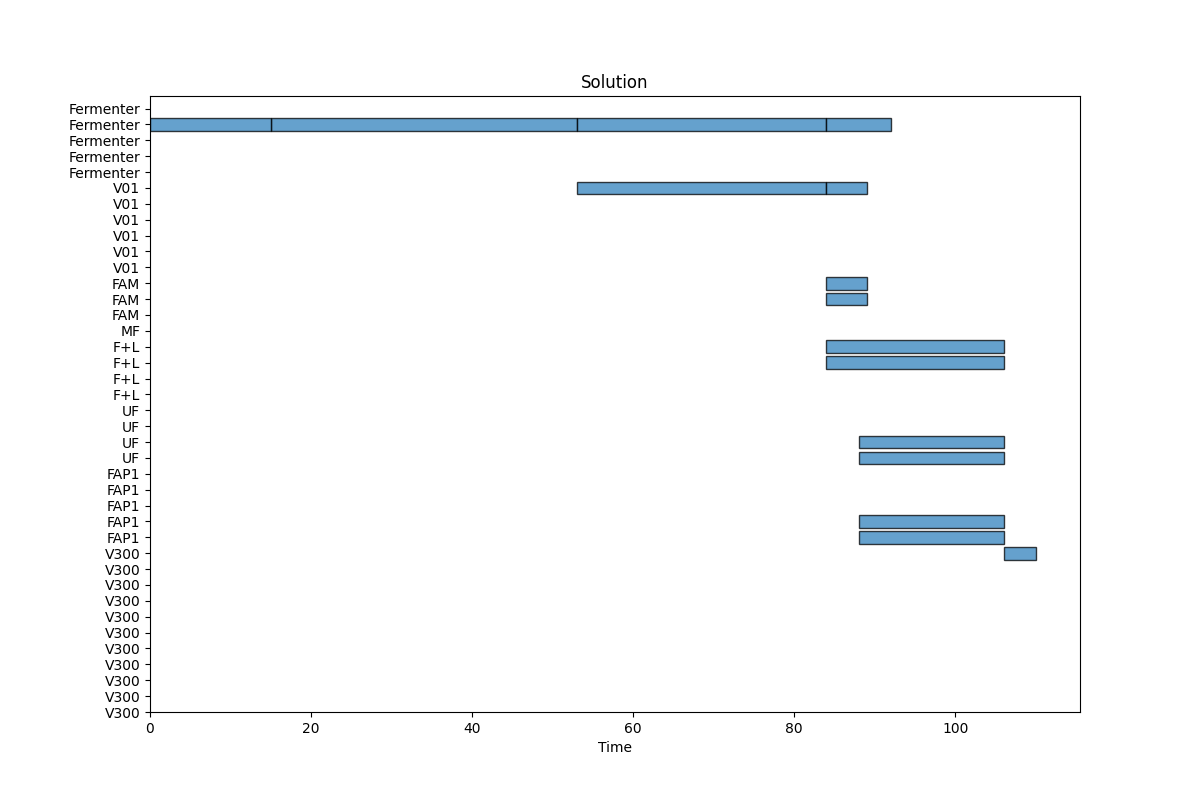 Solution
Fermenter
Fermenter
Fermenter
Fermenter
Fermenter
V01
V01
V01
V01
V01
V01
FAM
FAM
FAM
MF
F+L
F+L
F+L
F+L
UF
UF
UF
UF
FAP1
FAP1
FAP1
FAP1
FAP1
V300
V300
V300
V300
V300
V300
V300
V300
V300
V300
V300
0 20 40 60 80 100
Time